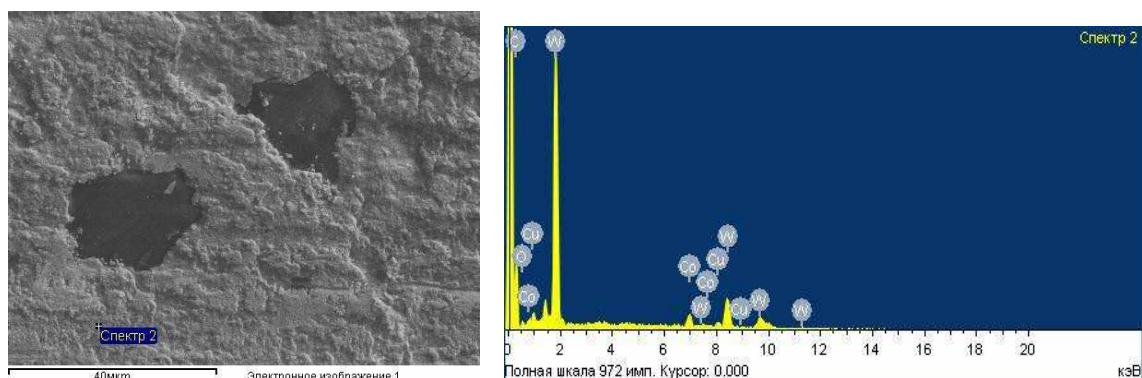 Спектр 2
40мкм Электронное изображение 1
Спектр 2
C W
Cu
O
Co
Co
W
Co
Cu
W
Cu
W
W
0 2 4 6 8 10 12 14 16 18 20
Полная шкала 972 имп. Курсор: 0.000 кэВ